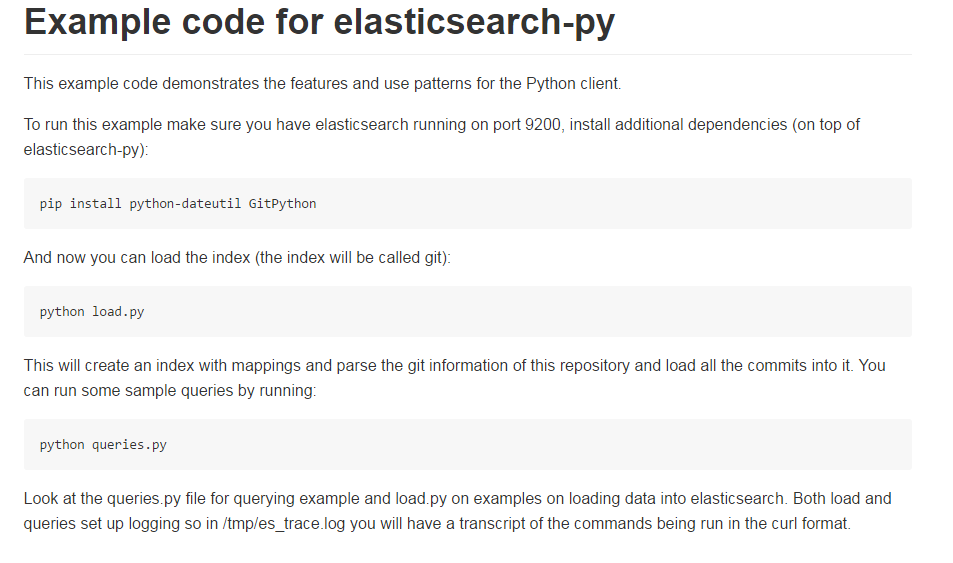 Example code for elasticsearch-py
This example code demonstrates the features and use patterns for the Python client.
To run this example make sure you have elasticsearch running on port 9200, install additional dependencies (on top of
elasticsearch-py):
pip install python-dateutil GitPython
And now you can load the index (the index will be called git):
python load.py
This will create an index with mappings and parse the git information of this repository and load all the commits into it. You
can run some sample queries by running:
python queries.py
Look at the queries.py file for querying example and load.py on examples on loading data into elasticsearch. Both load and
queries set up logging so in /tmp/es_trace.log you will have a transcript of the commands being run in the curl format.